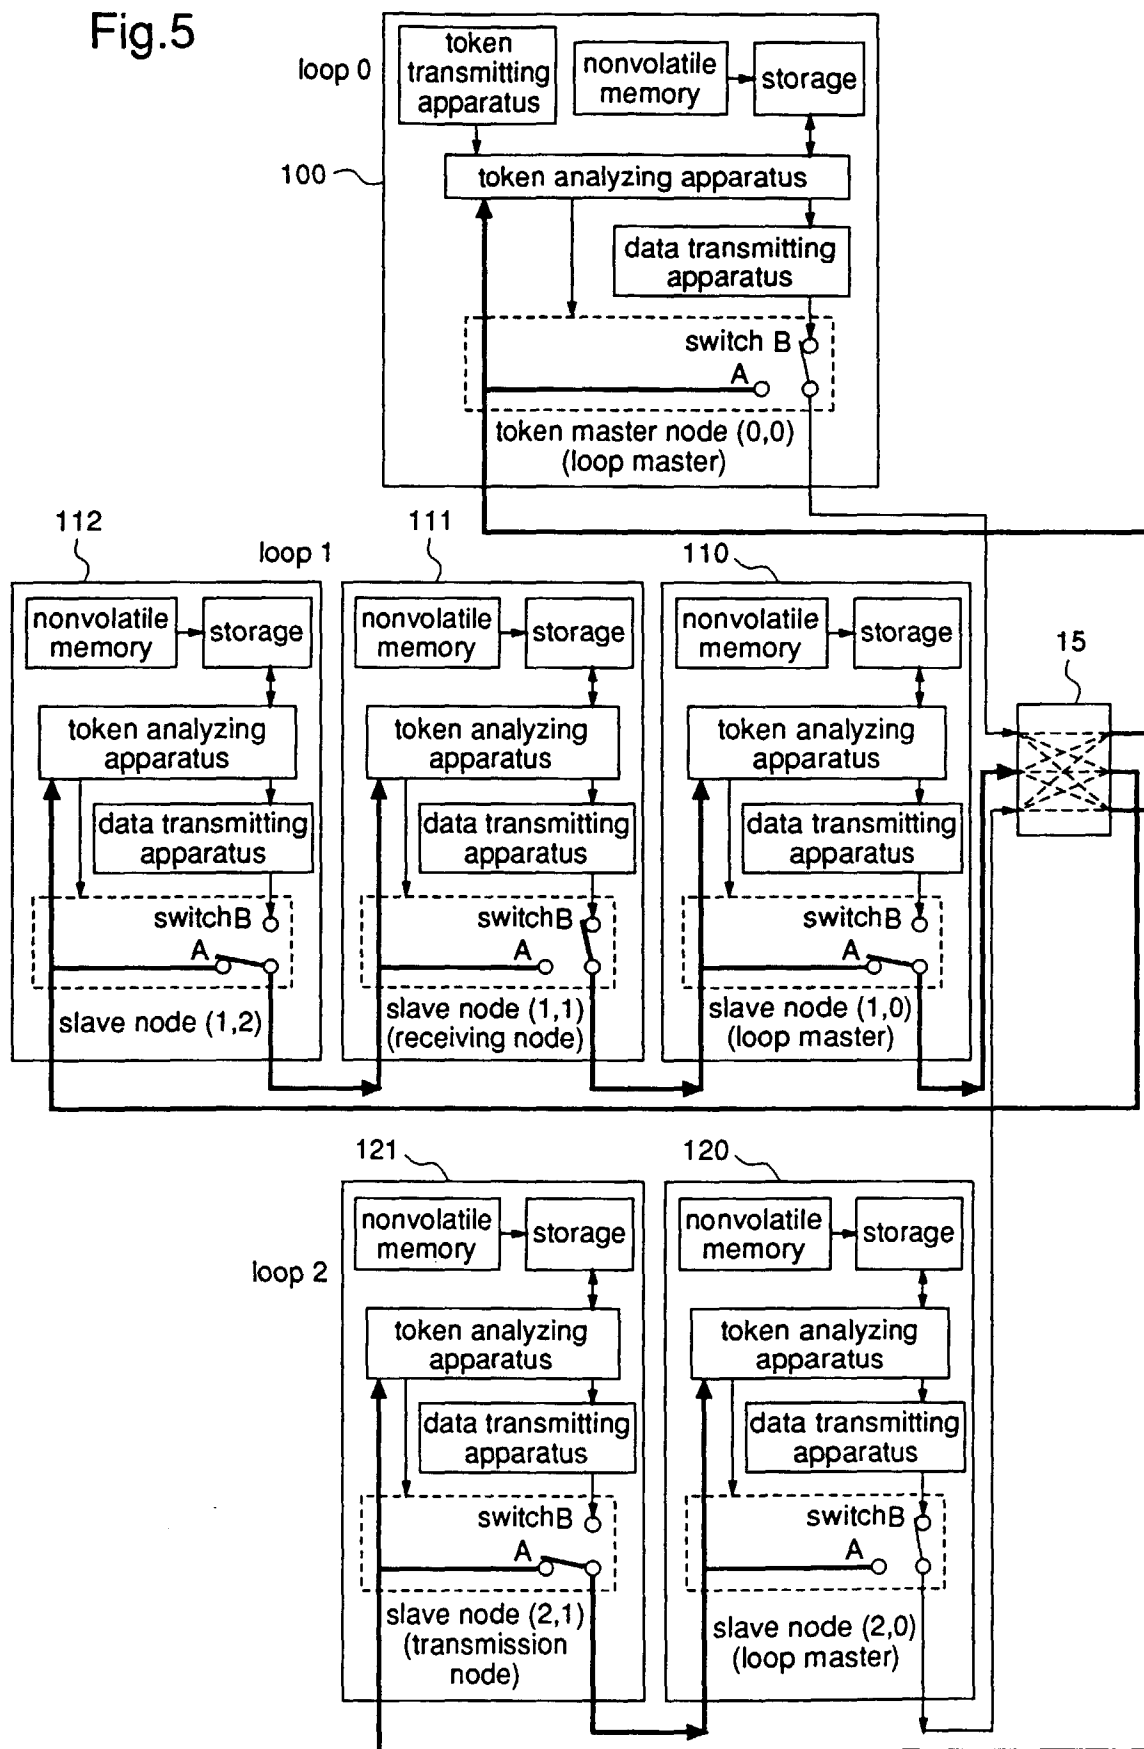 Fig.5
loop 0
token
transmitting
apparatus
nonvolatile
memory
storage
100
token analyzing apparatus
data transmitting
apparatus
switch B
A
token master node (0,0)
(loop master)
112
loop 1
111
110
15
nonvolatile
memory
storage
token analyzing
apparatus
data transmitting
apparatus
switchB
A
slave node (1,2)
nonvolatile
memory
storage
token analyzing
apparatus
data transmitting
apparatus
switchB
A
slave node (1,1)
(receiving node)
nonvolatile
memory
storage
token analyzing
apparatus
data transmitting
apparatus
switchB
A
slave node (1,0)
(loop master)
121
120
loop 2
nonvolatile
memory
storage
token analyzing
apparatus
data transmitting
apparatus
switchB
A
slave node (2,1)
(transmission
node)
nonvolatile
memory
storage
token analyzing
apparatus
data transmitting
apparatus
switchB
A
slave node (2,0)
(loop master)